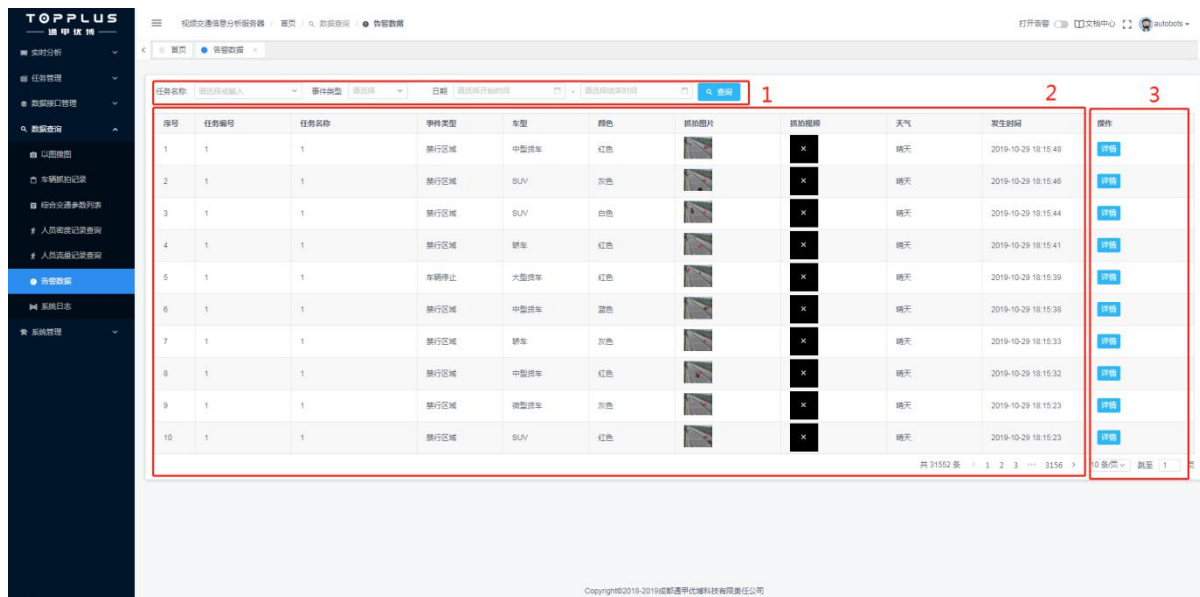 TOPPLUS
通甲优博
视频交通信息分析服务器 / 首页 / 数据查询 / 告警数据
打开告警 文档中心 autobots
实时分析
首页 告警数据 ×
任务管理
数据接口管理
任务名称: 请选择或输入 事件类型 请选择 日期 请选择开始时间 - 请选择结束时间 查询 1 2 3
数据查询
序号 任务编号 任务名称 事件类型 车型 颜色 抓拍图片 抓拍视频 天气 发生时间 操作
以图搜图
1 1 1 禁行区域 中型货车 红色 晴天 2019-10-29 18:15:48 详情
车辆抓拍记录
2 1 1 禁行区域 SUV 灰色 晴天 2019-10-29 18:15:46 详情
综合交通参数列表
3 1 1 禁行区域 SUV 白色 晴天 2019-10-29 18:15:44 详情
人员密度记录查询
4 1 1 禁行区域 轿车 红色 晴天 2019-10-29 18:15:41 详情
人员流量记录查询
5 1 1 车辆停止 大型货车 红色 晴天 2019-10-29 18:15:39 详情
告警数据
6 1 1 禁行区域 中型货车 蓝色 晴天 2019-10-29 18:15:38 详情
系统日志
系统管理
7 1 1 禁行区域 轿车 灰色 晴天 2019-10-29 18:15:33 详情
8 1 1 禁行区域 中型货车 红色 晴天 2019-10-29 18:15:32 详情
9 1 1 禁行区域 微型货车 灰色 晴天 2019-10-29 18:15:23 详情
10 1 1 禁行区域 SUV 红色 晴天 2019-10-29 18:15:23 详情
共 31552 条 < 1 2 3 ··· 3156 > 10 条/页 跳至 1 页
Copyright©2018-2019成都通甲优博科技有限责任公司